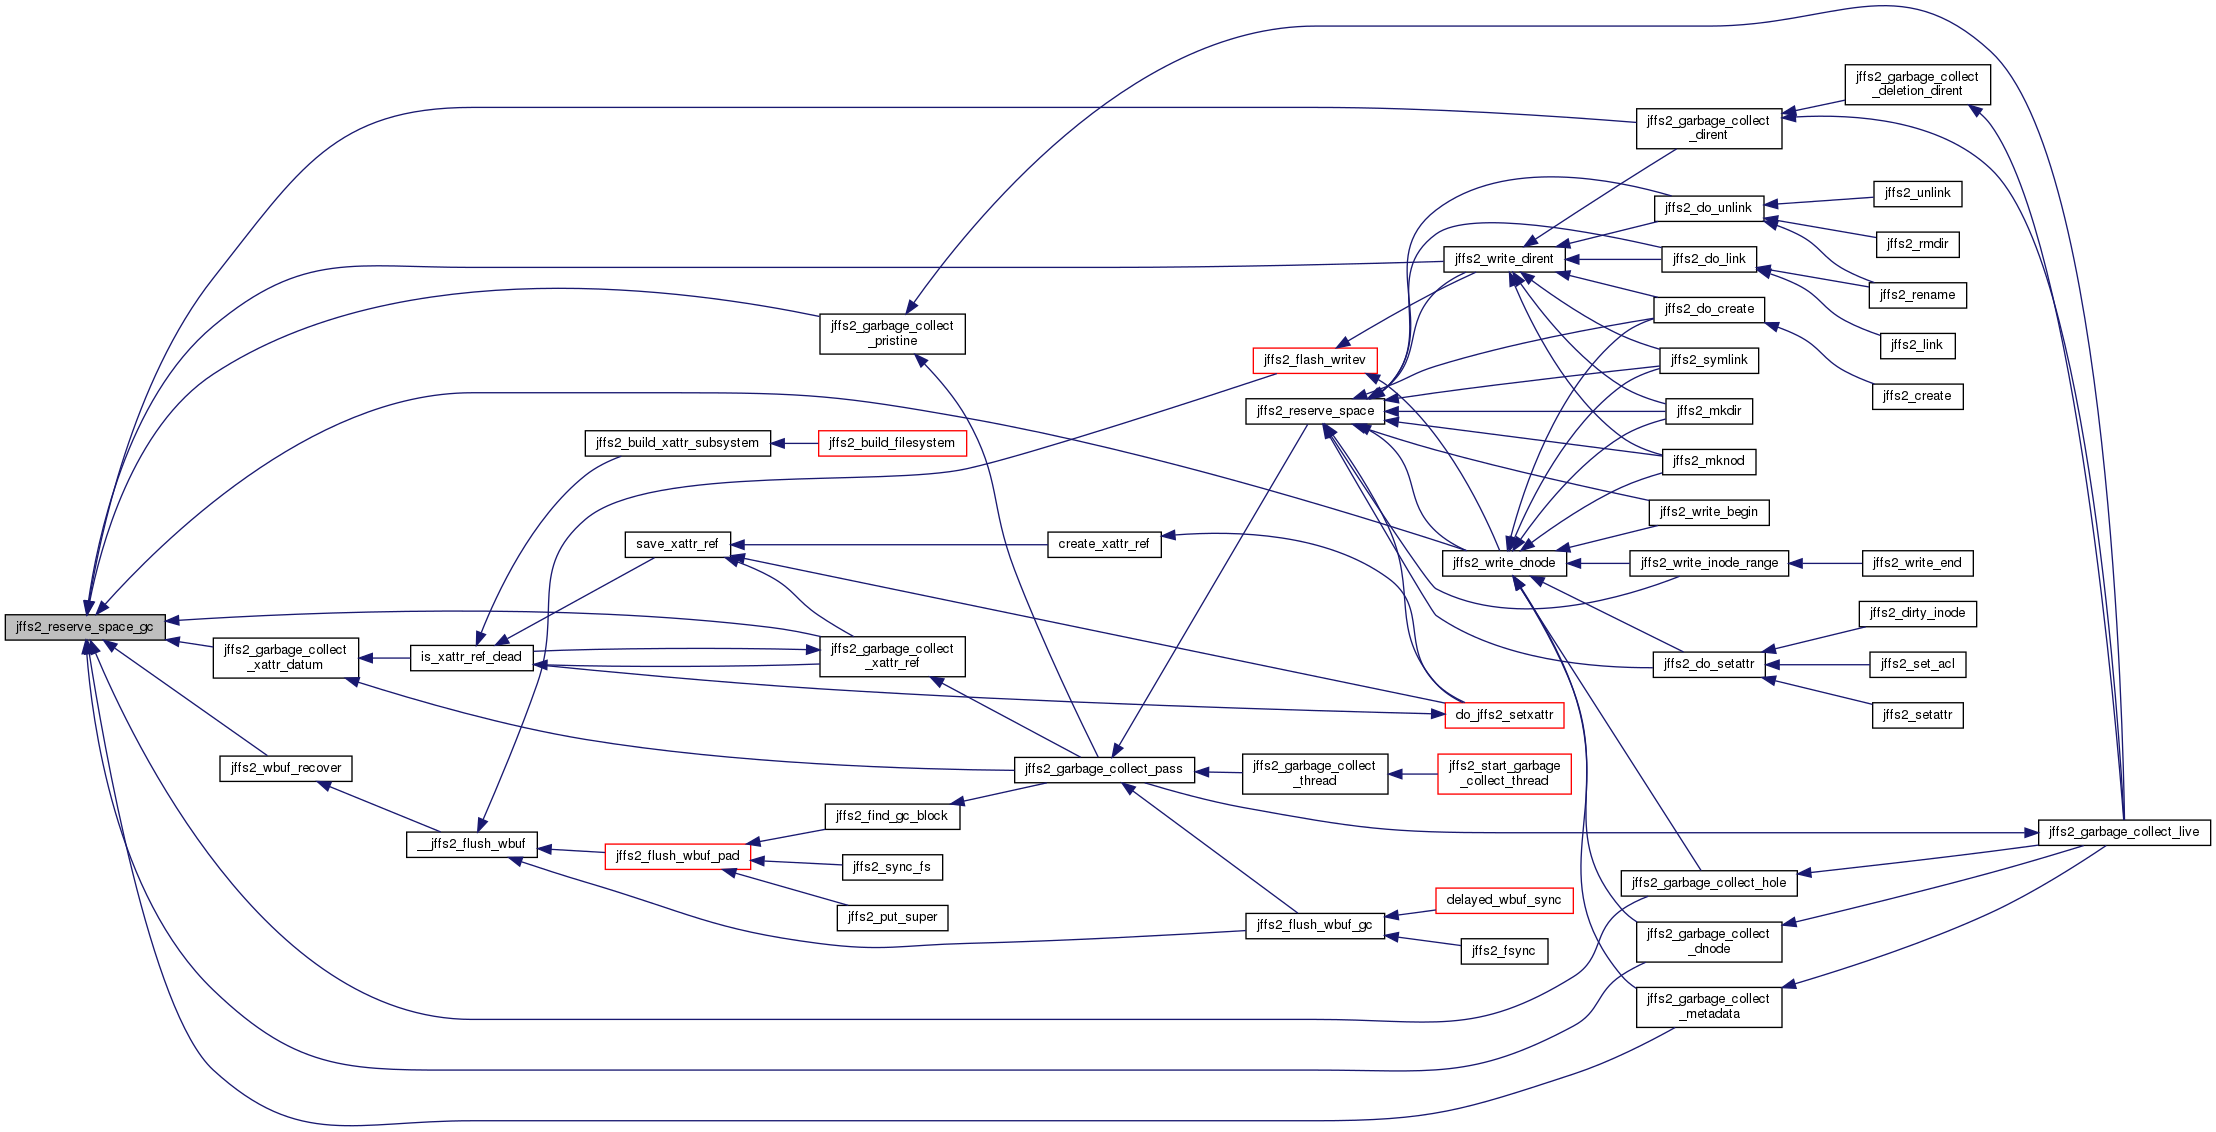 jffs2_reserve_space_gc
jffs2_garbage_collect
_xattr_datum
jffs2_wbuf_recover
is_xattr_ref_dead
__jffs2_flush_wbuf
jffs2_build_xattr_subsystem
save_xattr_ref
jffs2_flush_wbuf_pad
jffs2_garbage_collect
_pristine
jffs2_build_filesystem
jffs2_garbage_collect
_xattr_ref
jffs2_find_gc_block
jffs2_sync_fs
jffs2_put_super
create_xattr_ref
jffs2_garbage_collect_pass
jffs2_flash_writev
jffs2_reserve_space
jffs2_garbage_collect
_thread
jffs2_flush_wbuf_gc
jffs2_write_dirent
jffs2_write_dnode
do_jffs2_setxattr
jffs2_start_garbage
_collect_thread
delayed_wbuf_sync
jffs2_fsync
jffs2_garbage_collect
_dirent
jffs2_do_unlink
jffs2_do_link
jffs2_do_create
jffs2_symlink
jffs2_mkdir
jffs2_mknod
jffs2_write_begin
jffs2_write_inode_range
jffs2_do_setattr
jffs2_garbage_collect_hole
jffs2_garbage_collect
_dnode
jffs2_garbage_collect
_metadata
jffs2_garbage_collect
_deletion_dirent
jffs2_unlink
jffs2_rmdir
jffs2_rename
jffs2_link
jffs2_create
jffs2_write_end
jffs2_dirty_inode
jffs2_set_acl
jffs2_setattr
jffs2_garbage_collect_live